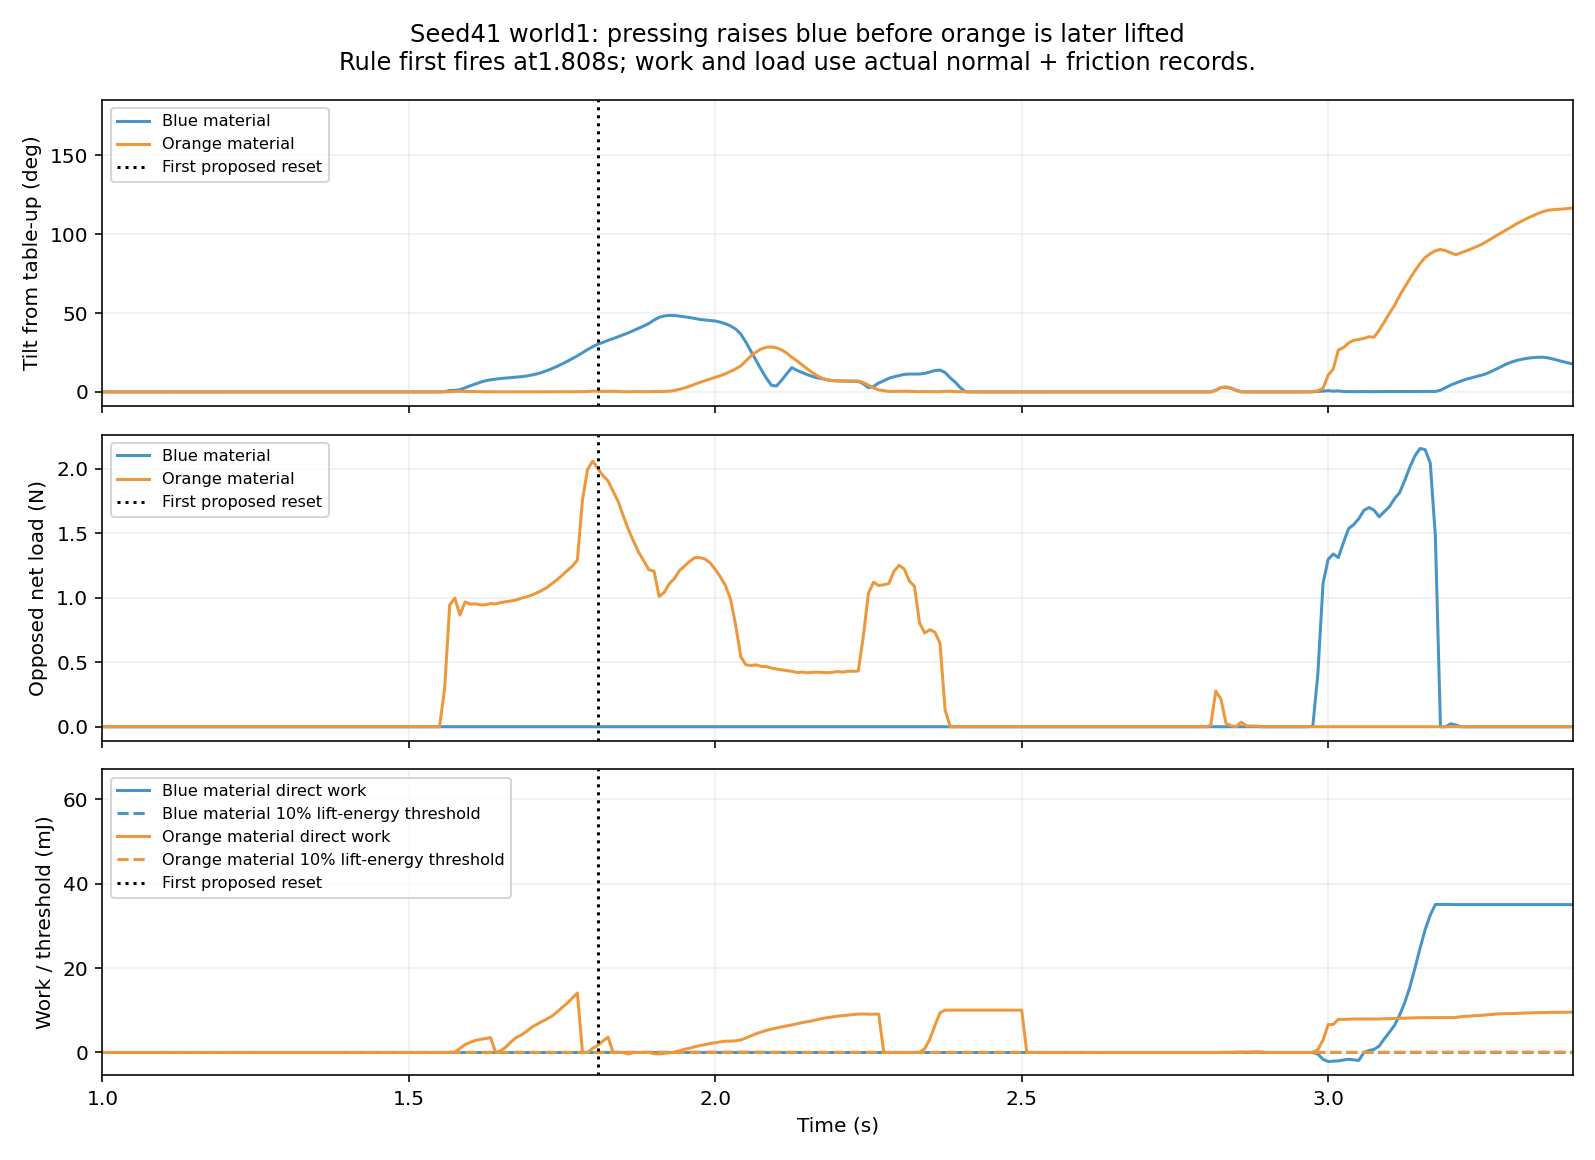 Seed41 world1: pressing raises blue before orange is later lifted
Rule first fires at1.808s; work and load use actual normal + friction records.
Tilt from table-up (deg)
150
100
50
0
Blue material
Orange material
First proposed reset
Opposed net load (N)
2.0
1.5
1.0
0.5
0.0
Blue material
Orange material
First proposed reset
Work / threshold (mJ)
60
40
20
0
Blue material direct work
Blue material 10% lift-energy threshold
Orange material direct work
Orange material 10% lift-energy threshold
First proposed reset
1.0 1.5 2.0 2.5 3.0
Time (s)